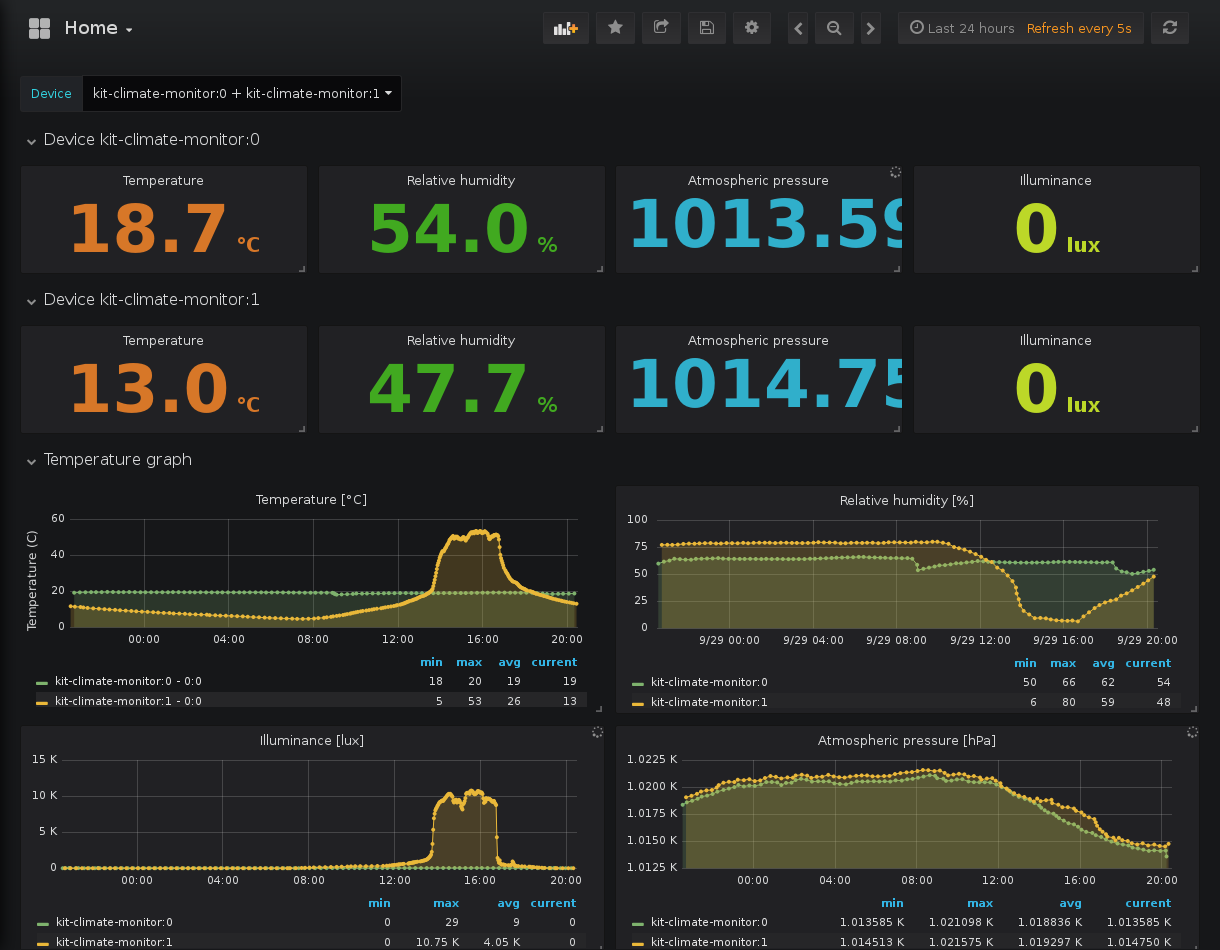 Home
Last 24 hours Refresh every 5s
Device kit-climate-monitor:0 + kit-climate-monitor:1
Device kit-climate-monitor:0
Temperature Relative humidity Atmospheric pressure Illuminance
18.7 °C 54.0 % 1013.59 0 lux
Device kit-climate-monitor:1
Temperature Relative humidity Atmospheric pressure Illuminance
13.0 °C 47.7 % 1014.75 0 lux
Temperature graph
Temperature [°C]
Temperature (C)
60
40
20
0
00:00 04:00 08:00 12:00 16:00 20:00
min max avg current
kit-climate-monitor:0 - 0:0 18 20 19 19
kit-climate-monitor:1 - 0:0 5 53 26 13
Relative humidity [%]
100
75
50
25
0
9/29 00:00 9/29 04:00 9/29 08:00 9/29 12:00 9/29 16:00 9/29 20:00
min max avg current
kit-climate-monitor:0 50 66 62 54
kit-climate-monitor:1 6 80 59 48
Illuminance [lux]
15 K
10 K
5 K
0
00:00 04:00 08:00 12:00 16:00 20:00
min max avg current
kit-climate-monitor:0 0 29 9 0
kit-climate-monitor:1 0 10.75 K 4.05 K 0
Atmospheric pressure [hPa]
1.0225 K
1.0200 K
1.0175 K
1.0150 K
1.0125 K
00:00 04:00 08:00 12:00 16:00 20:00
min max avg current
kit-climate-monitor:0 1.013585 K 1.021098 K 1.018836 K 1.013585 K
kit-climate-monitor:1 1.014513 K 1.021575 K 1.019297 K 1.014750 K